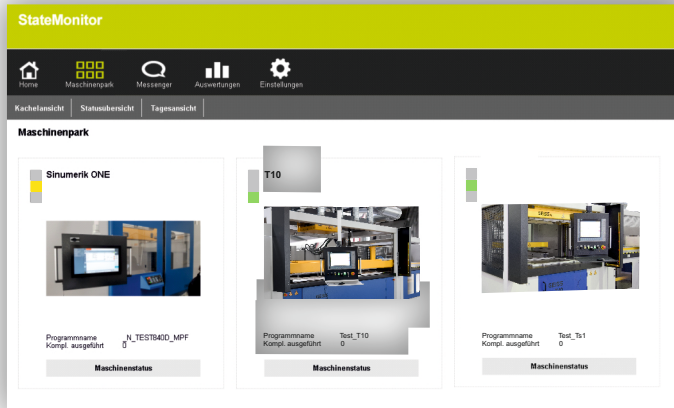 StateMonitor
Home Maschinenpark Messenger Auswertungen Einstellungen
Kachelansicht Statusübersicht Tagesansicht
Maschinenpark
Sinumerik ONE
T10
Programmname _N_TEST840D_MPF
Kompl. ausgeführt 0
Maschinenstatus
Programmname Test_T10
Kompl. ausgeführt 0
Maschinenstatus
Programmname Test_Ts1
Kompl. ausgeführt 0
Maschinenstatus